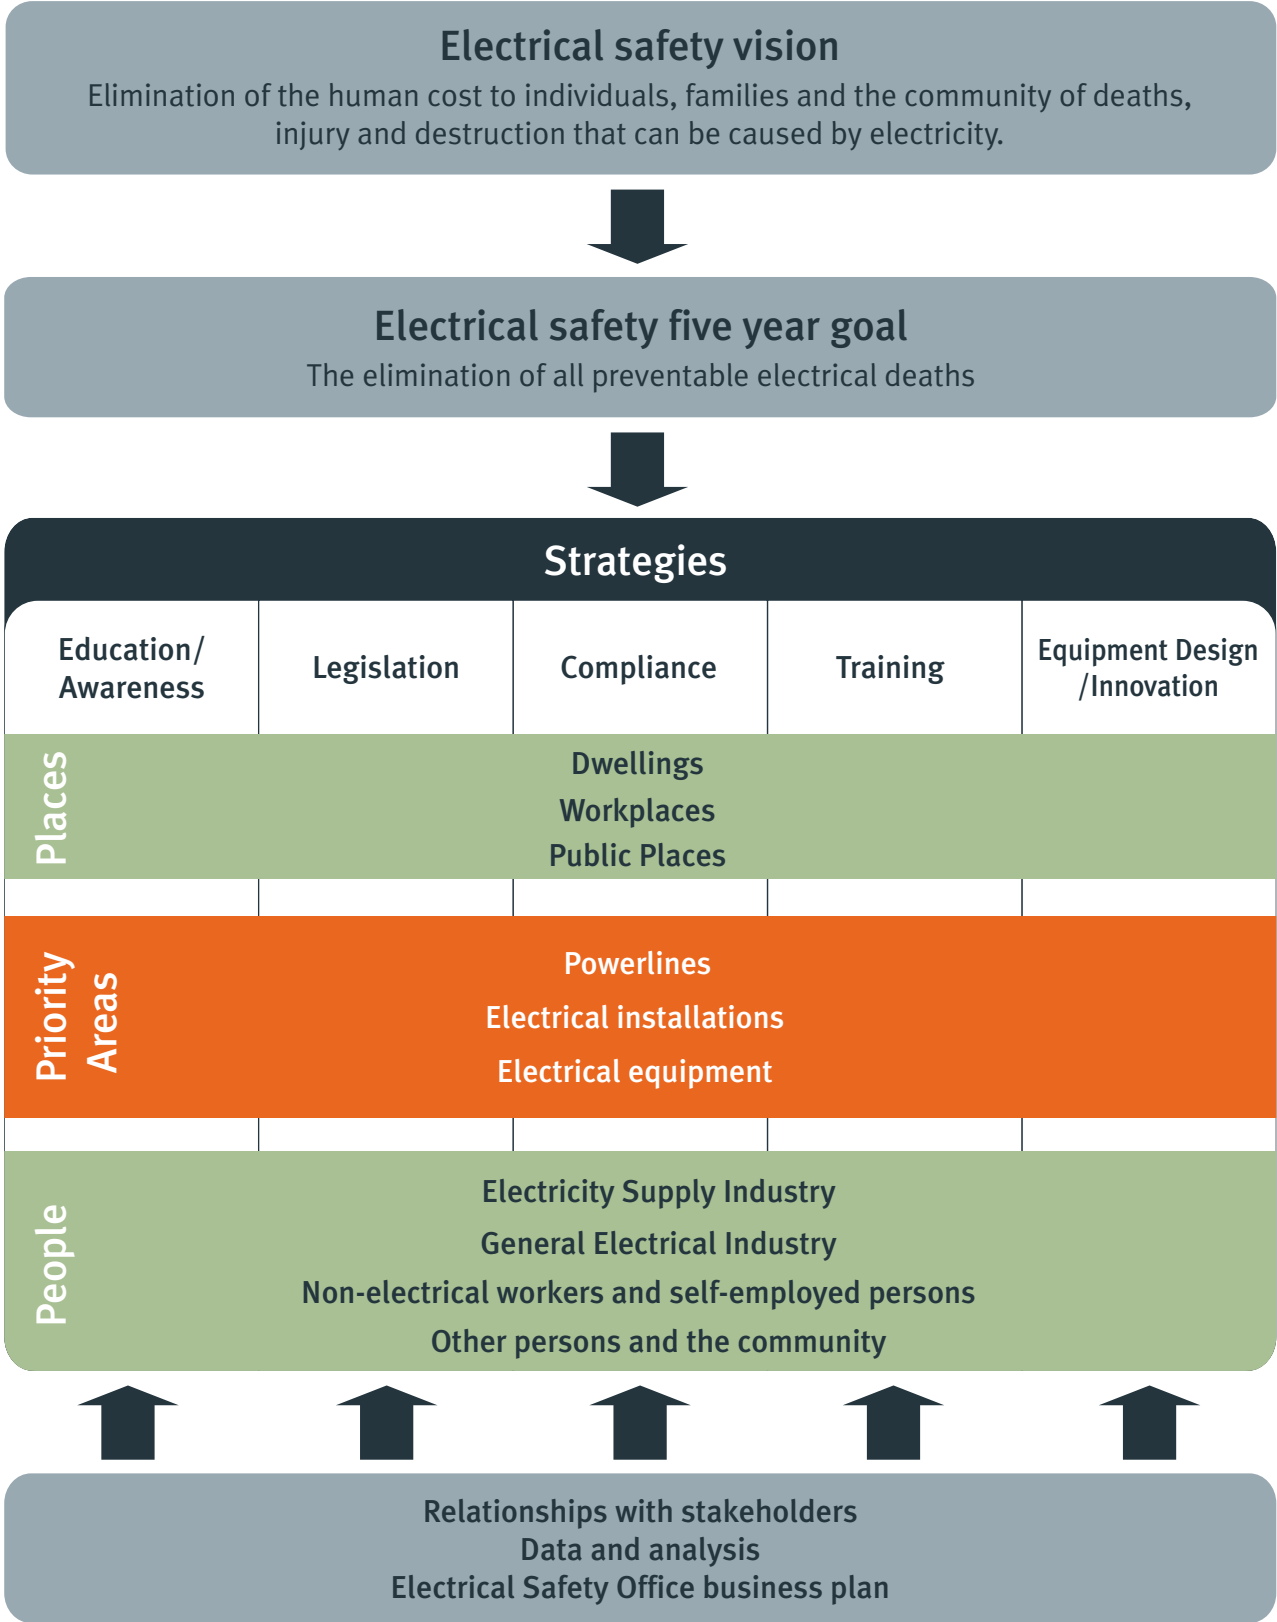 Electrical safety vision
Elimination of the human cost to individuals, families and the community of deaths,
injury and destruction that can be caused by electricity.
Electrical safety five year goal
The elimination of all preventable electrical deaths
Strategies
Education/
Awareness
Legislation
Compliance
Training
Equipment Design
/Innovation
Places
Dwellings
Workplaces
Public Places
Priority
Areas
Powerlines
Electrical installations
Electrical equipment
People
Electricity Supply Industry
General Electrical Industry
Non-electrical workers and self-employed persons
Other persons and the community
Relationships with stakeholders
Data and analysis
Electrical Safety Office business plan